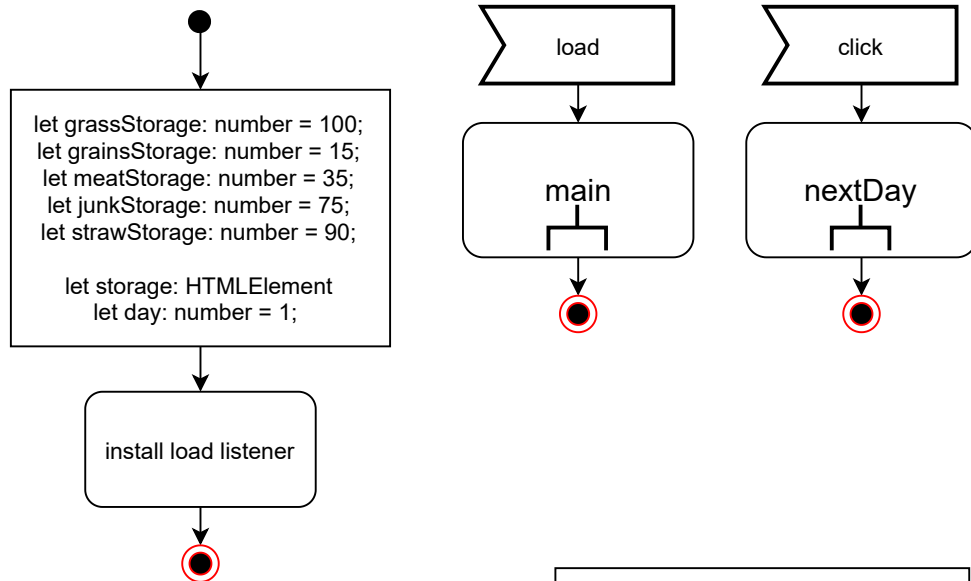 let grassStorage: number = 100;
let grainsStorage: number = 15;
let meatStorage: number = 35;
let junkStorage: number = 75;
let strawStorage: number = 90;
let storage: HTMLElement
let day: number = 1;
install load listener
load
main
click
nextDay